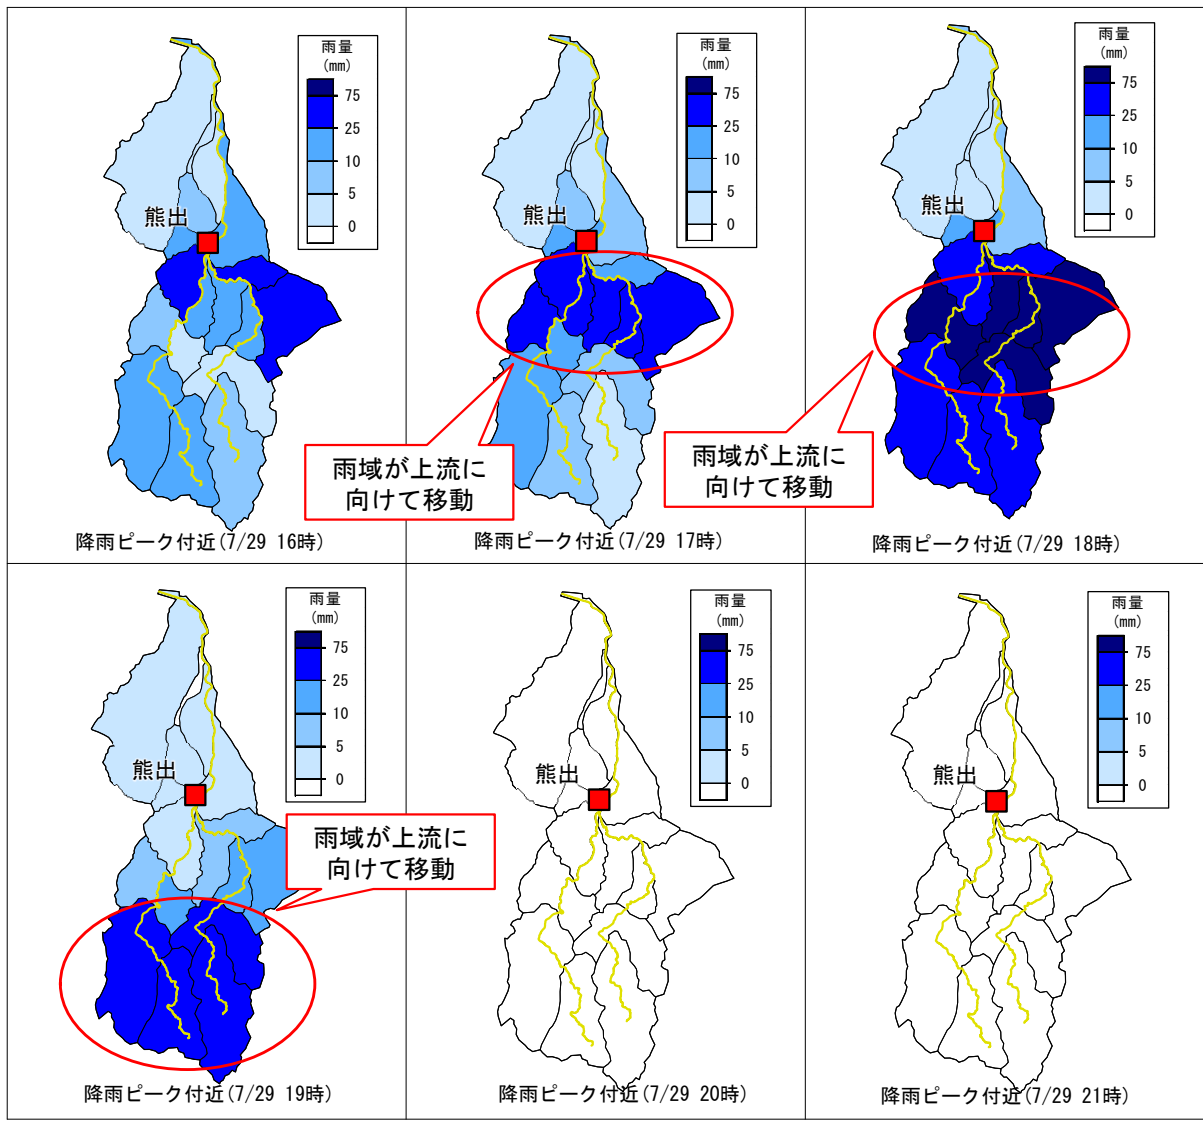 雨量
(mm)
75
25
10
5
0
熊出
降雨ピーク付近(7/29 16時)
雨量
(mm)
75
25
10
5
0
熊出
雨域が上流に
向けて移動
降雨ピーク付近(7/29 17時)
雨量
(mm)
75
25
10
5
0
熊出
雨域が上流に
向けて移動
降雨ピーク付近(7/29 18時)
雨量
(mm)
75
25
10
5
0
熊出
雨域が上流に
向けて移動
降雨ピーク付近(7/29 19時)
雨量
(mm)
75
25
10
5
0
熊出
降雨ピーク付近(7/29 20時)
雨量
(mm)
75
25
10
5
0
熊出
降雨ピーク付近(7/29 21時)